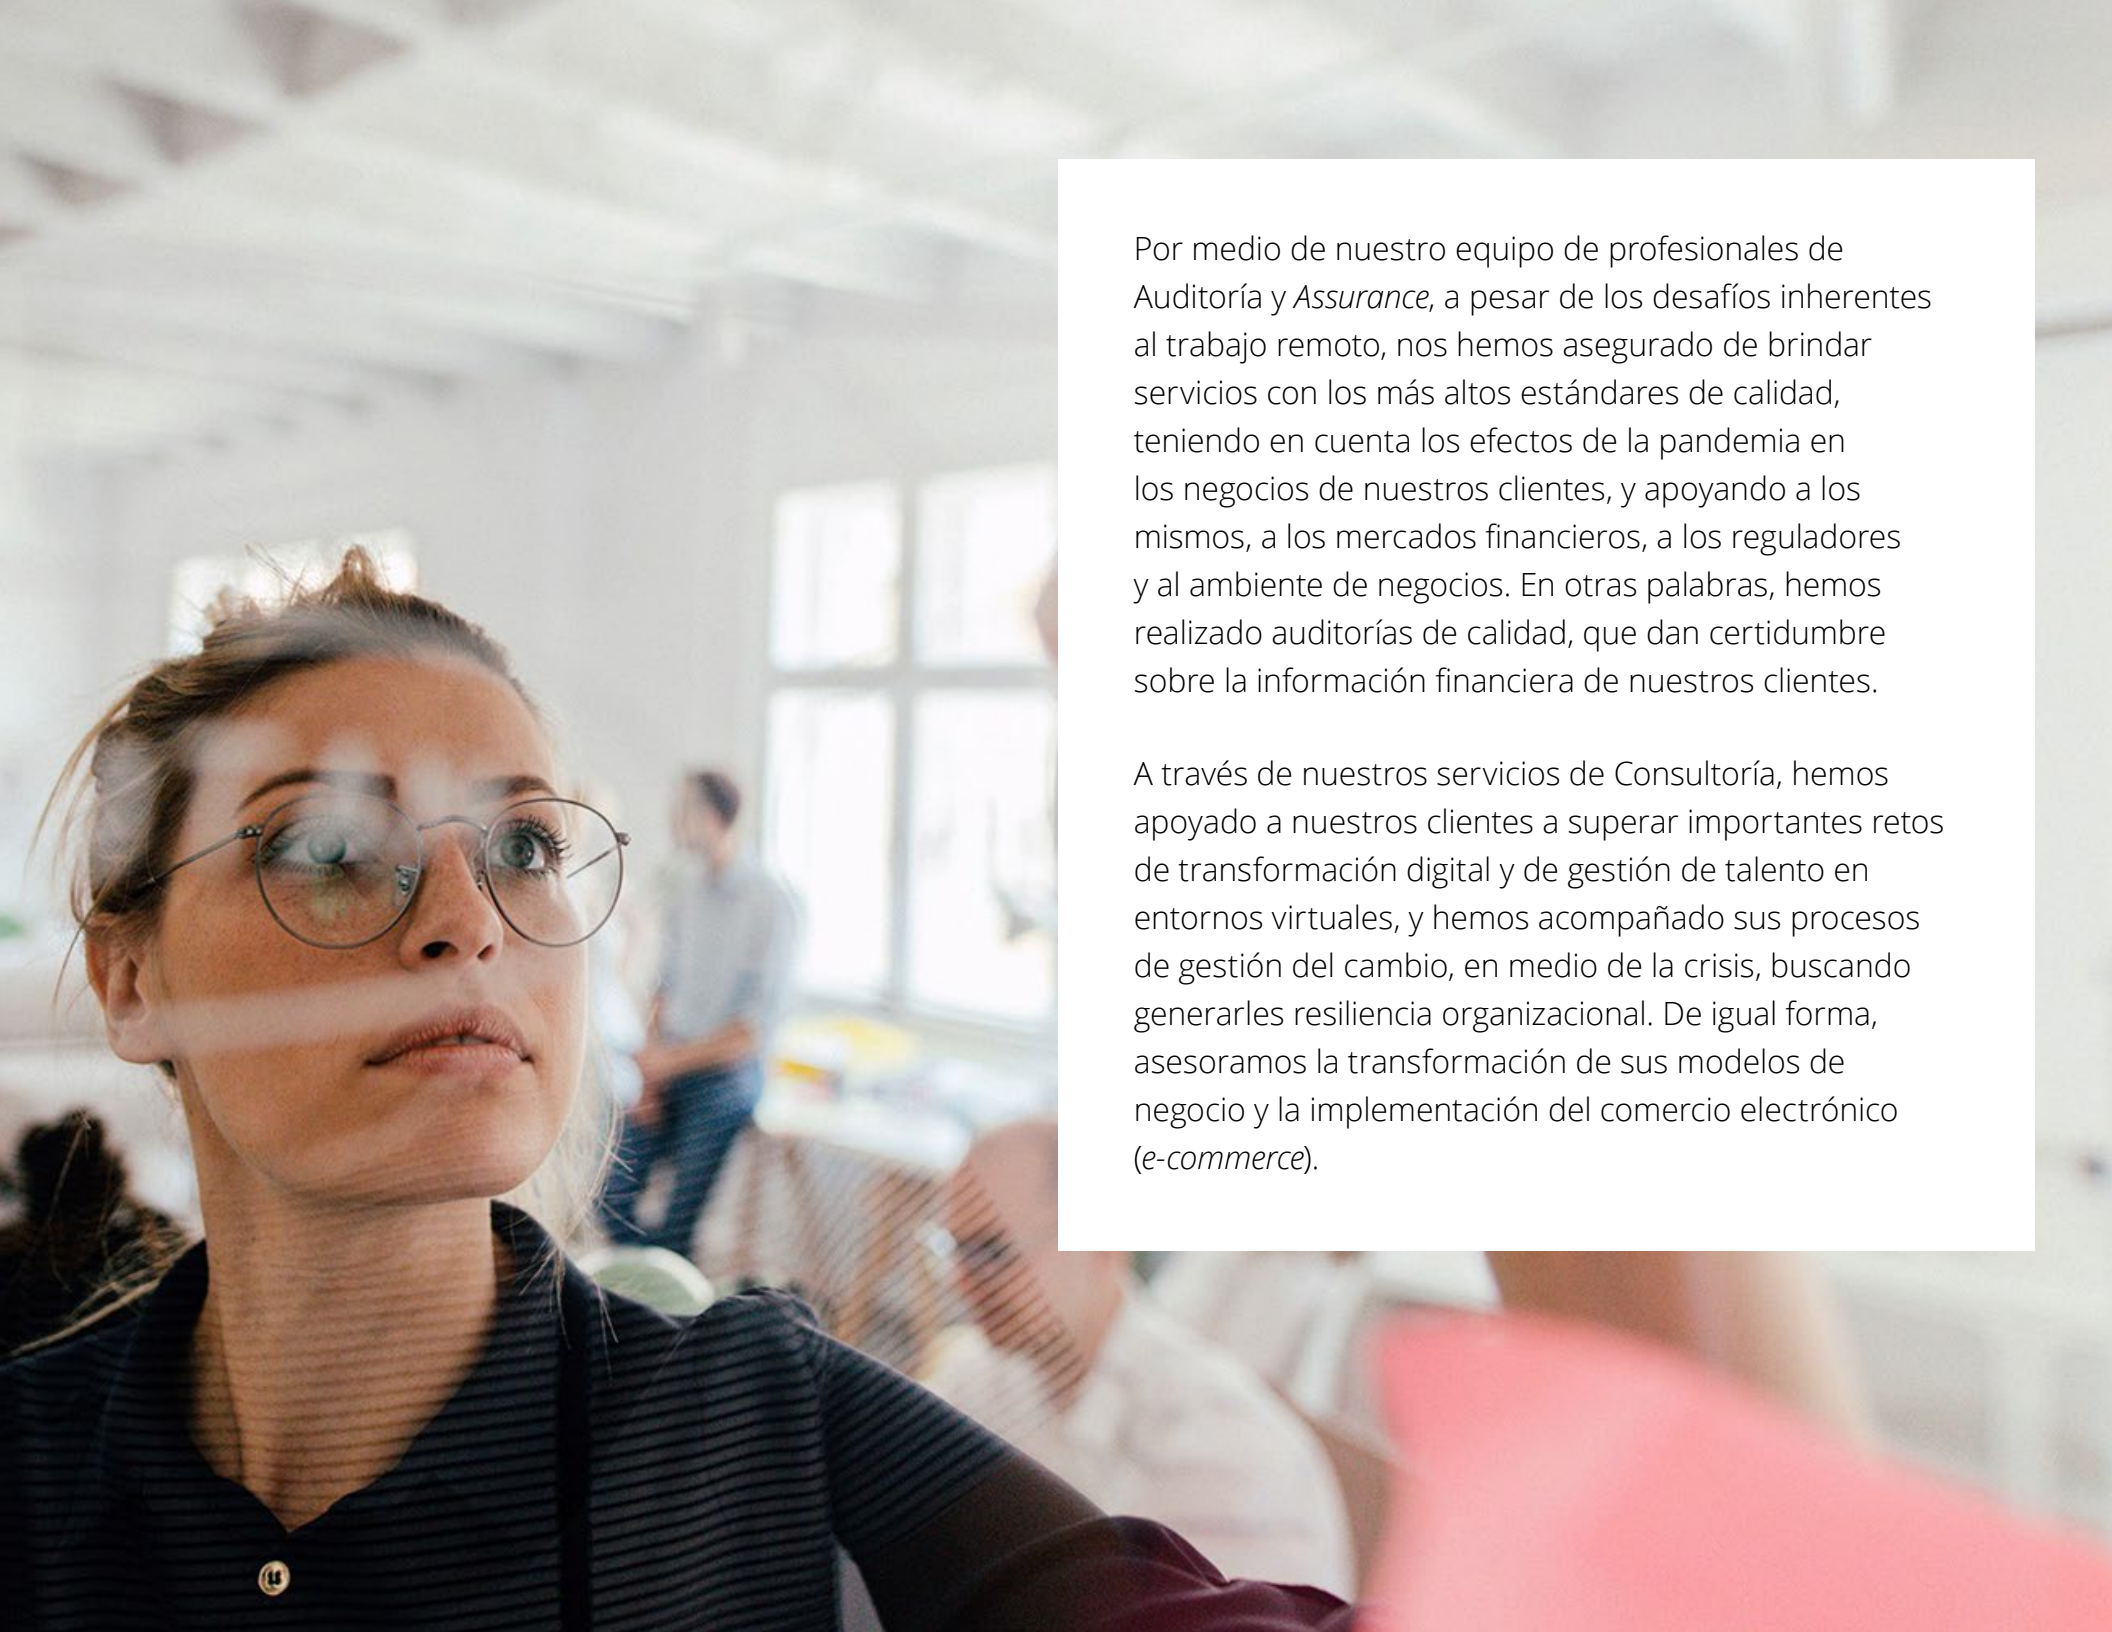 Por medio de nuestro equipo de profesionales de
Auditoría y Assurance, a pesar de los desafíos inherentes
al trabajo remoto, nos hemos asegurado de brindar
servicios con los más altos estándares de calidad,
teniendo en cuenta los efectos de la pandemia en
los negocios de nuestros clientes, y apoyando a los
mismos, a los mercados financieros, a los reguladores
y al ambiente de negocios. En otras palabras, hemos
realizado auditorías de calidad, que dan certidumbre
sobre la información financiera de nuestros clientes.
A través de nuestros servicios de Consultoría, hemos
apoyado a nuestros clientes a superar importantes retos
de transformación digital y de gestión de talento en
entornos virtuales, y hemos acompañado sus procesos
de gestión del cambio, en medio de la crisis, buscando
generarles resiliencia organizacional. De igual forma,
asesoramos la transformación de sus modelos de
negocio y la implementación del comercio electrónico
(e-commerce).